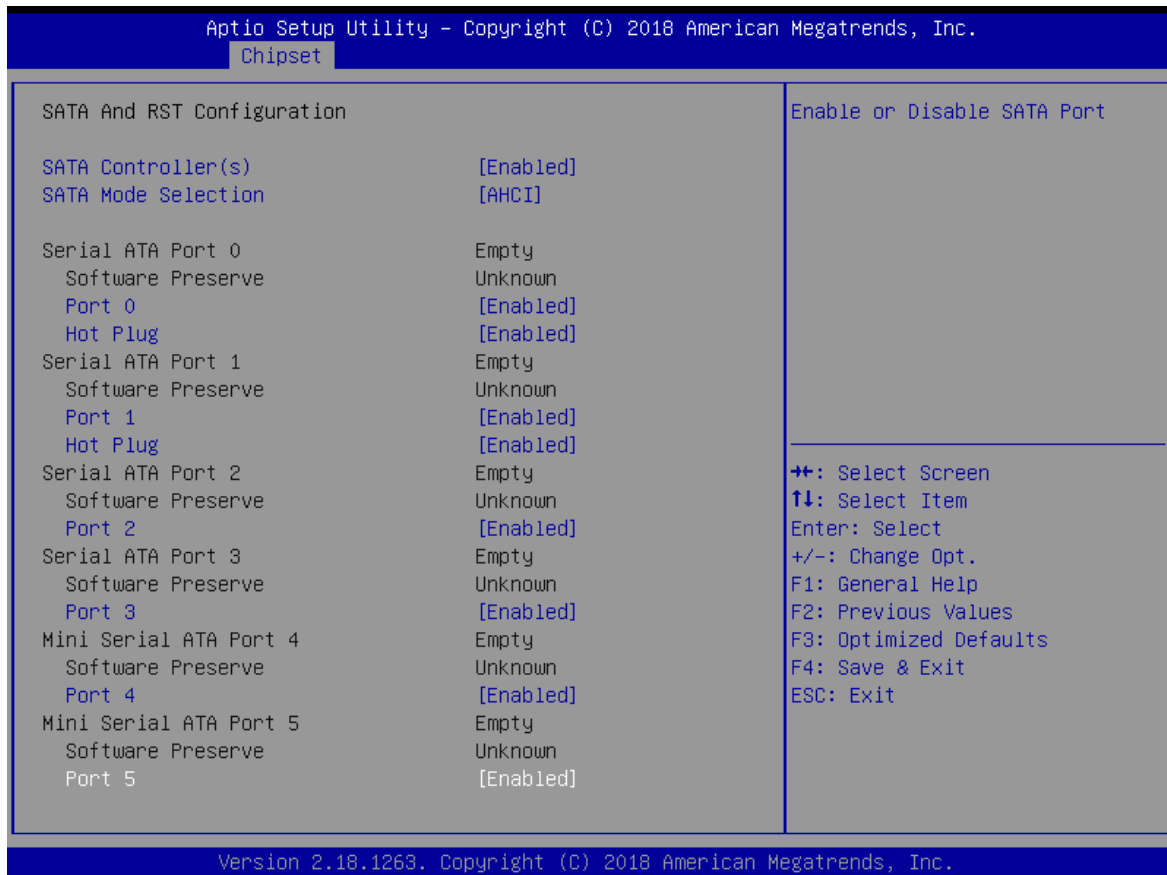 Aptio Setup Utility – Copyright (C) 2018 American Megatrends, Inc.
Chipset
SATA And RST Configuration
SATA Controller(s) [Enabled]
SATA Mode Selection [AHCI]
Serial ATA Port 0 Empty
Software Preserve Unknown
Port 0 [Enabled]
Hot Plug [Enabled]
Serial ATA Port 1 Empty
Software Preserve Unknown
Port 1 [Enabled]
Hot Plug [Enabled]
Serial ATA Port 2 Empty
Software Preserve Unknown
Port 2 [Enabled]
Serial ATA Port 3 Empty
Software Preserve Unknown
Port 3 [Enabled]
Mini Serial ATA Port 4 Empty
Software Preserve Unknown
Port 4 [Enabled]
Mini Serial ATA Port 5 Empty
Software Preserve Unknown
Port 5 [Enabled]
Enable or Disable SATA Port
→←: Select Screen
↑↓: Select Item
Enter: Select
+/-: Change Opt.
F1: General Help
F2: Previous Values
F3: Optimized Defaults
F4: Save & Exit
ESC: Exit
Version 2.18.1263. Copyright (C) 2018 American Megatrends, Inc.